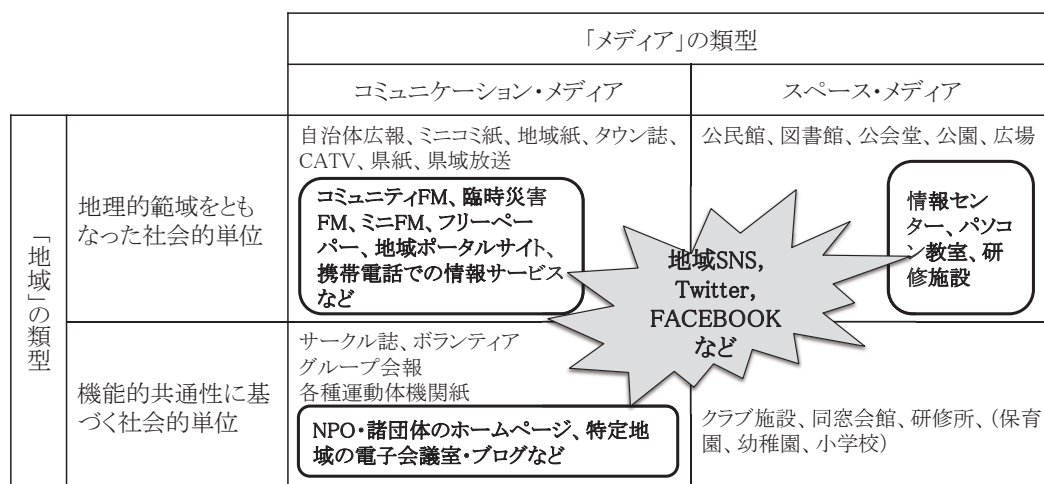 「メディア」の類型
コミュニケーション・メディア
スペース・メディア
「地域」の類型
地理的範域をとも
なった社会的単位
自治体広報、ミニコミ紙、地域紙、タウン誌、
CATV、県紙、県域放送
コミュニティFM、臨時災害
FM、ミニFM、フリーペー
パー、地域ポータルサイト、
携帯電話での情報サービス
など
公民館、図書館、公会堂、公園、広場
情報セン
ター、パソコ
ン教室、研
修施設
地域SNS,
Twitter,
FACEBOOK
など
機能的共通性に基
づく社会的単位
サークル誌、ボランティア
グループ会報
各種運動体機関紙
NPO・諸団体のホームページ、特定地
域の電子会議室・ブログなど
クラブ施設、同窓会館、研修所、（保育
園、幼稚園、小学校）